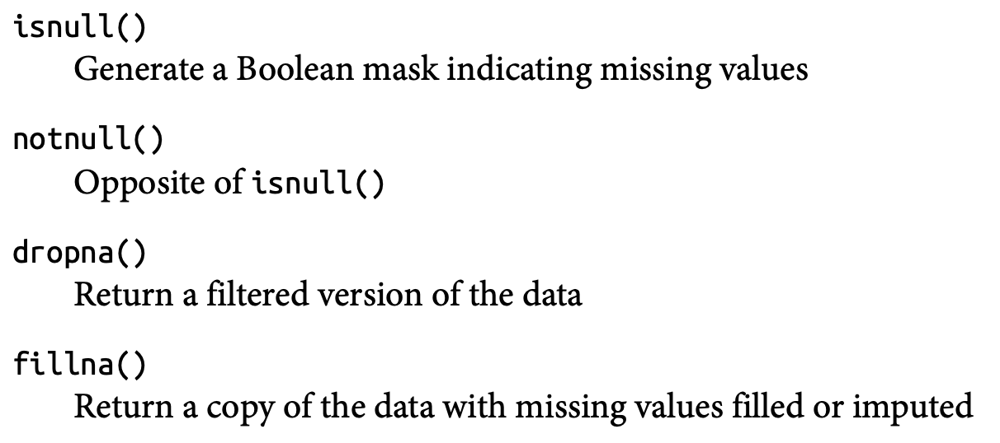 isnull()
Generate a Boolean mask indicating missing values
notnull()
Opposite of isnull()
dropna()
Return a filtered version of the data
fillna()
Return a copy of the data with missing values filled or imputed